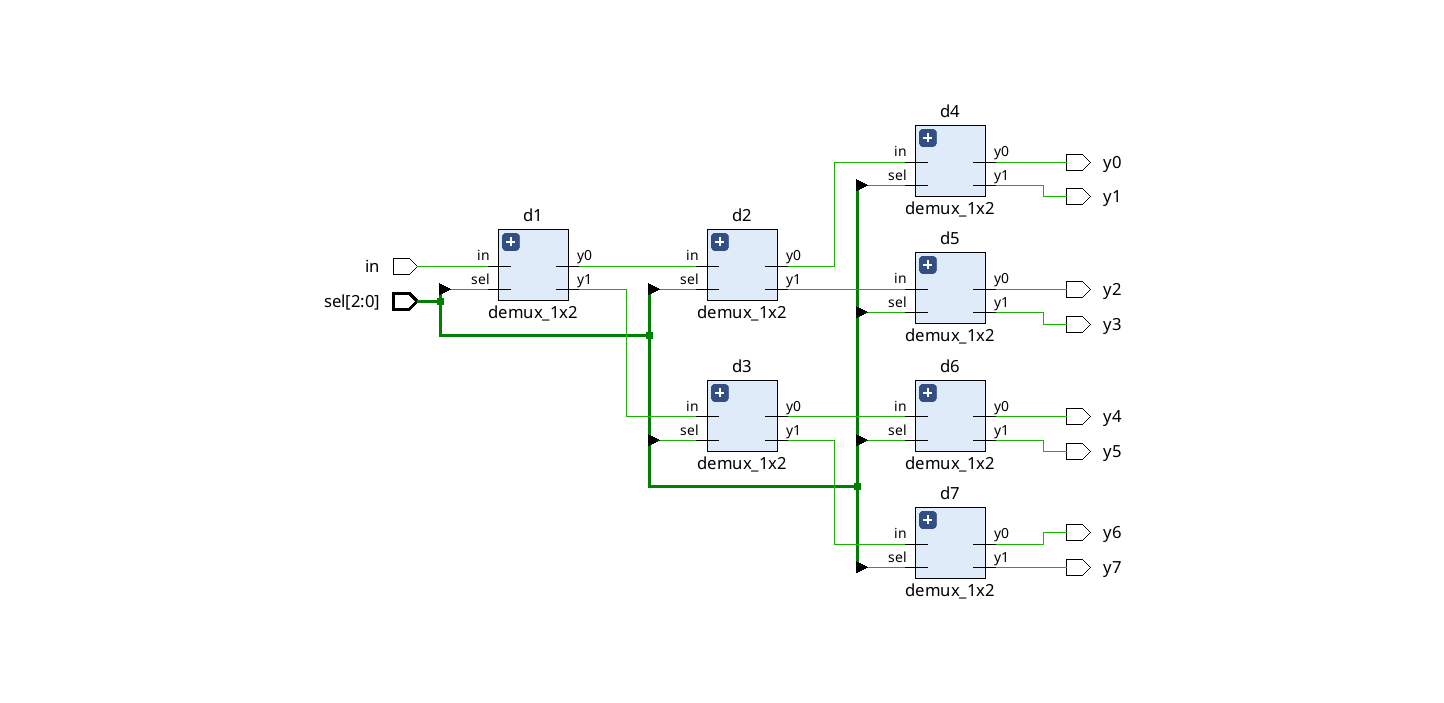 d4
in
y0
sel
y1
demux_1x2
y0
y1
d1
in
y0
sel
y1
demux_1x2
d2
in
y0
sel
y1
demux_1x2
d5
in
y0
sel
y1
demux_1x2
y2
y3
in
sel[2:0]
d3
in
y0
sel
y1
demux_1x2
d6
in
y0
sel
y1
demux_1x2
y4
y5
d7
in
y0
sel
y1
demux_1x2
y6
y7